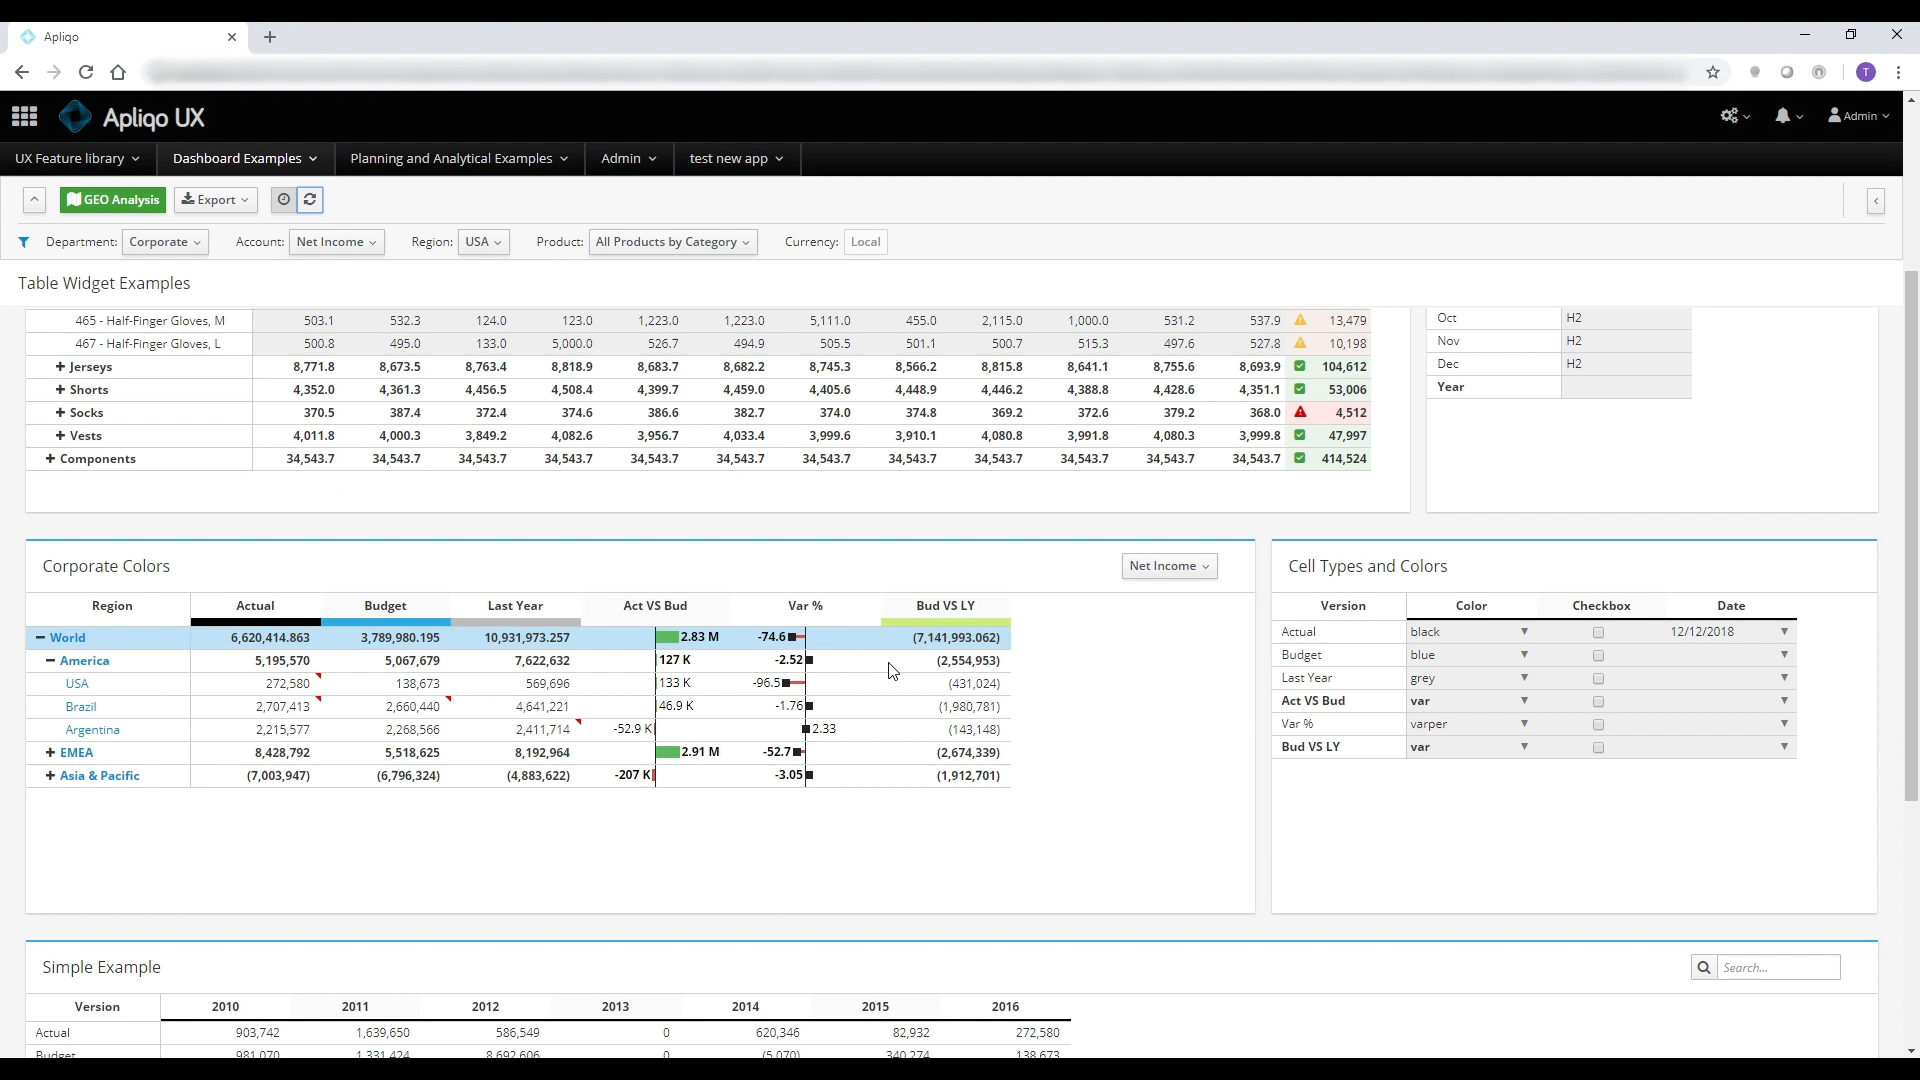 Apliqo
T
Apliqo UX
Admin
UX Feature library Dashboard Examples Planning and Analytical Examples Admin test new app
GEO Analysis Export
Department: Corporate Account: Net Income Region: USA Product: All Products by Category Currency: Local
Table Widget Examples
465 - Half-Finger Gloves, M 503.1 532.3 124.0 123.0 1,223.0 1,223.0 5,111.0 455.0 2,115.0 1,000.0 531.2 537.9 13,479
467 - Half-Finger Gloves, L 500.8 495.0 133.0 5,000.0 526.7 494.9 505.5 501.1 500.7 515.3 497.6 527.8 10,198
Jerseys 8,771.8 8,673.5 8,763.4 8,818.9 8,683.7 8,682.2 8,745.3 8,566.2 8,815.8 8,641.1 8,755.6 8,693.9 104,612
Shorts 4,352.0 4,361.3 4,456.5 4,508.4 4,399.7 4,459.0 4,405.6 4,448.9 4,446.2 4,388.8 4,428.6 4,351.1 53,006
Socks 370.5 387.4 372.4 374.6 386.6 382.7 374.0 374.8 369.2 372.6 379.2 368.0 4,512
Vests 4,011.8 4,000.3 3,849.2 4,082.6 3,956.7 4,033.4 3,999.6 3,910.1 4,080.8 3,991.8 4,080.3 3,999.8 47,997
Components 34,543.7 34,543.7 34,543.7 34,543.7 34,543.7 34,543.7 34,543.7 34,543.7 34,543.7 34,543.7 34,543.7 34,543.7 414,524
Oct H2
Nov H2
Dec H2
Year
Corporate Colors
Net Income
Region Actual Budget Last Year Act VS Bud Var % Bud VS LY
World 6,620,414.863 3,789,980.195 10,931,973.257 2.83 M -74.6 (7,141,993.062)
America 5,195,570 5,067,679 7,622,632 127 K -2.52 (2,554,953)
USA 272,580 138,673 569,696 133 K -96.5 (431,024)
Brazil 2,707,413 2,660,440 4,641,221 46.9 K -1.76 (1,980,781)
Argentina 2,215,577 2,268,566 2,411,714 -52.9 K 2.33 (143,148)
EMEA 8,428,792 5,518,625 8,192,964 2.91 M -52.7 (2,674,339)
Asia & Pacific (7,003,947) (6,796,324) (4,883,622) -207 K -3.05 (1,912,701)
Cell Types and Colors
Version Color Checkbox Date
Actual black 12/12/2018
Budget blue
Last Year grey
Act VS Bud var
Var % varper
Bud VS LY var
Simple Example
Search...
Version 2010 2011 2012 2013 2014 2015 2016
Actual 903,742 1,639,650 586,549 0 620,346 82,932 272,580
Budget 981,070 1,331,424 8,692,606 0 (5,070) 340,274 138,673